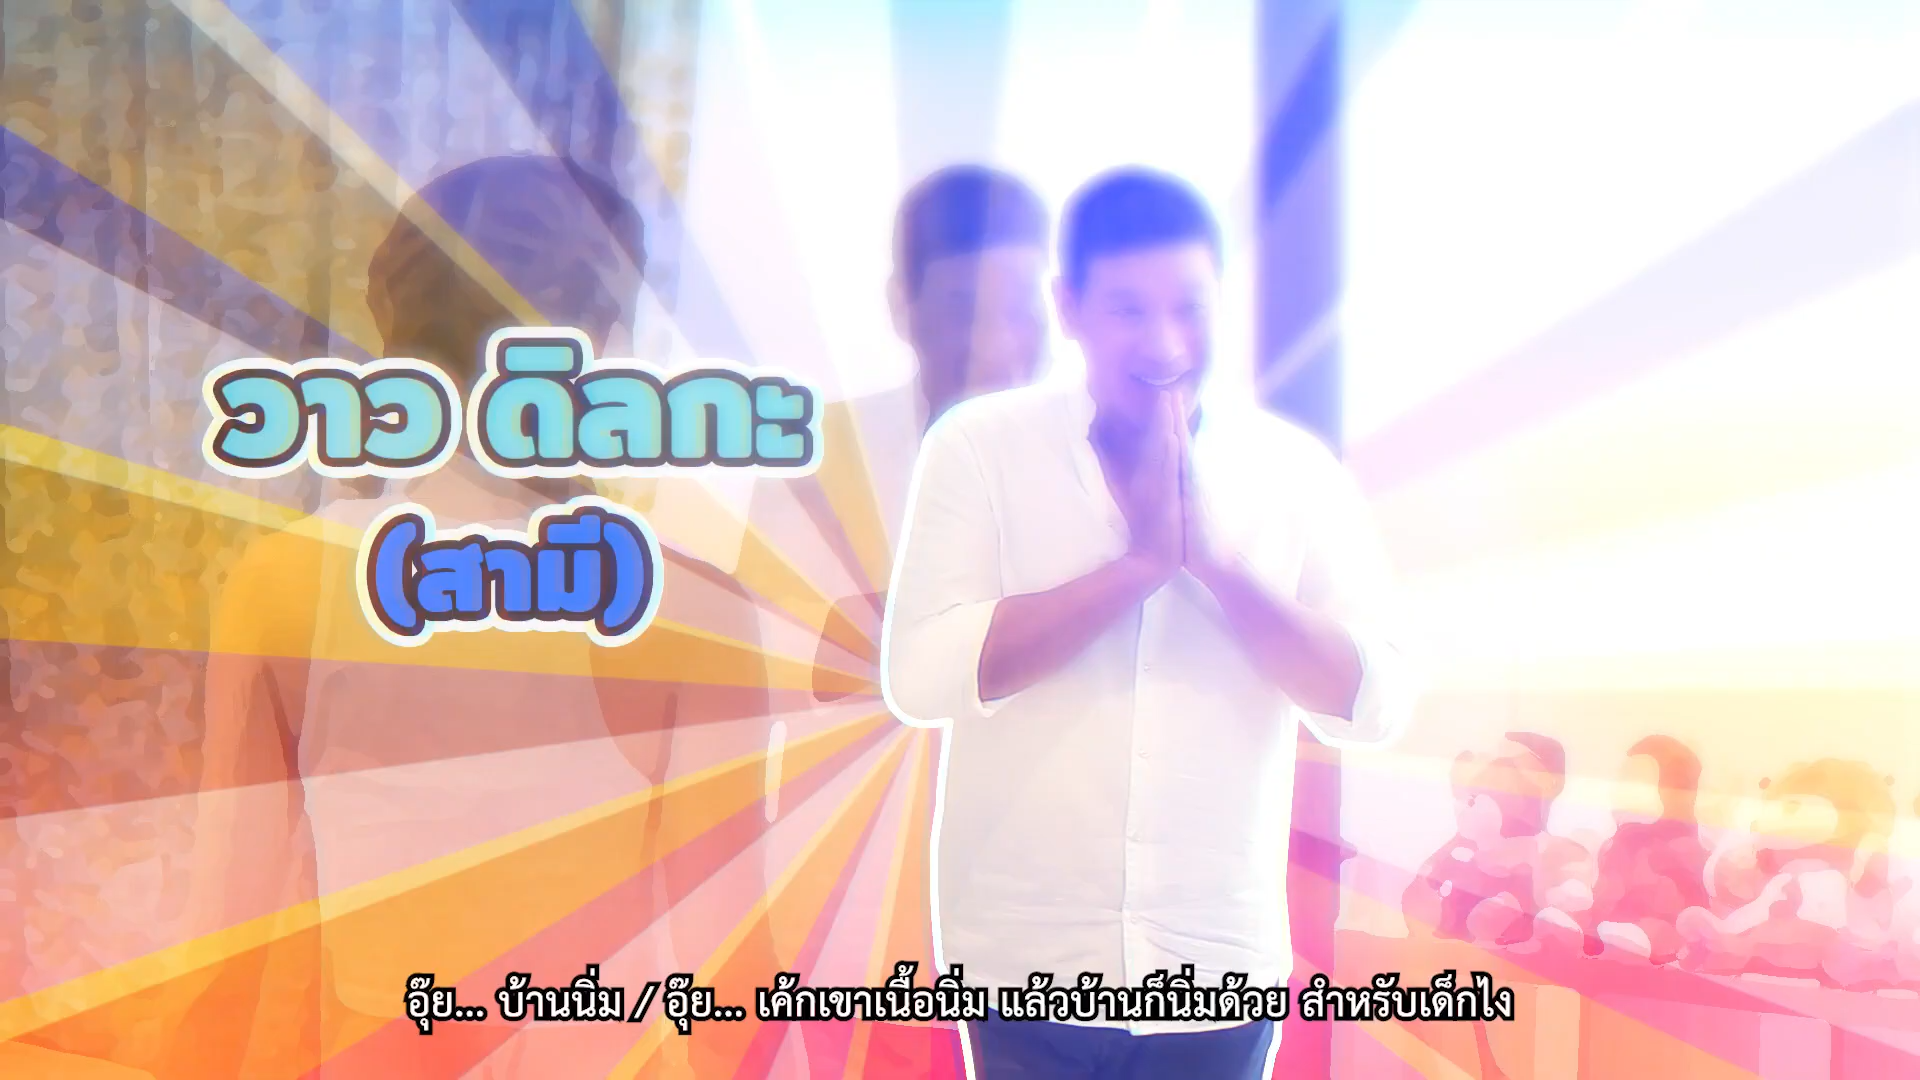 วาว ดิลกะ
(สามี)
อุ๊ย... บ้านนิ่ม / อุ๊ย... เค้กเขาเนื้อนิ่ม แล้วบ้านก็นิ่มด้วย สำหรับเด็กไง